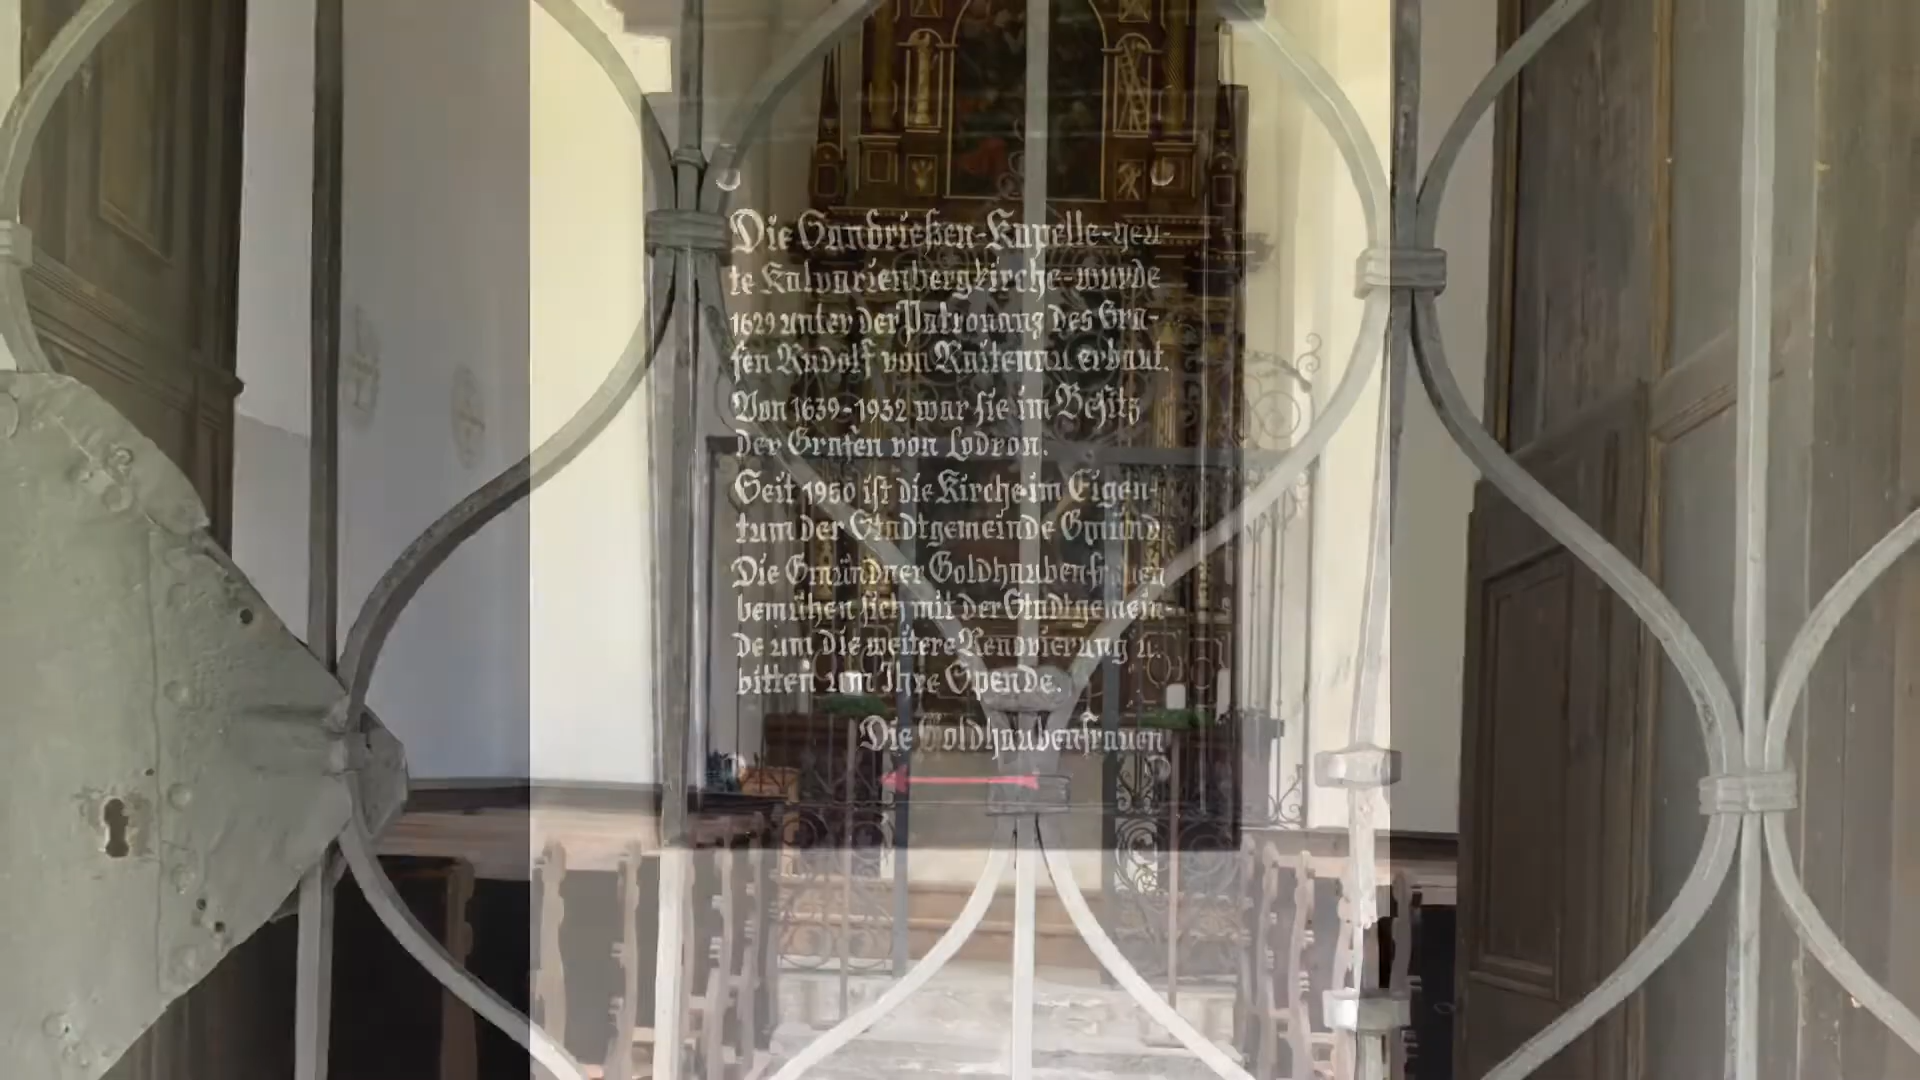 Die Gandrießen-Kapelle-heu-
te Kalvarienbergkirche-wurde
1629 unter der Patronanz des Gra-
fen Rudolf von Raitenau erbaut.
Von 1639-1932 war sie im Besitz
der Grafen von Lodron.
Seit 1950 ist die Kirche im Eigen-
tum der Stadtgemeinde Gmünd.
Die Gmündner Goldhaubenfrauen
bemühen sich mit der Stadtgemein-
de um die weitere Renovierung u.
bitten um Ihre Spende.
Die Goldhaubenfrauen